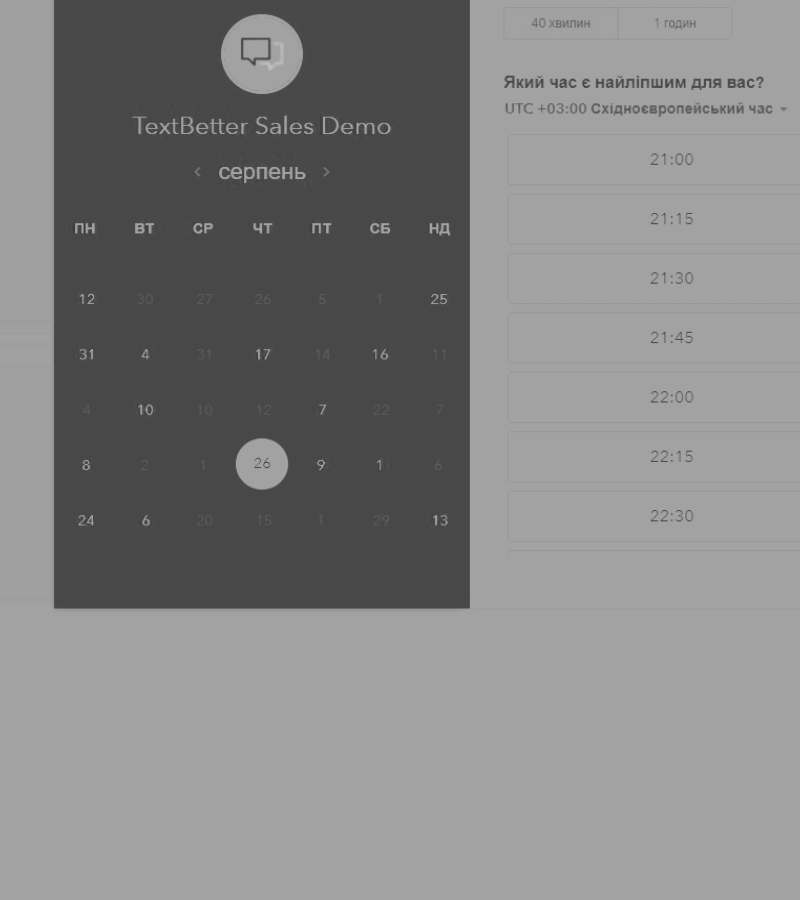 TextBetter Sales Demo
серпень
ПН ВТ СР ЧТ ПТ СБ НД
12 30 27 26 5 1 25
31 4 31 17 14 16 11
4 10 10 12 7 22 7
8 2 1 26 9 1 6
24 6 20 15 1 29 13
40 хвилин 1 годин
Який час є найліпшим для вас?
UTC +03:00 Східноєвропейський час
21:00
21:15
21:30
21:45
22:00
22:15
22:30